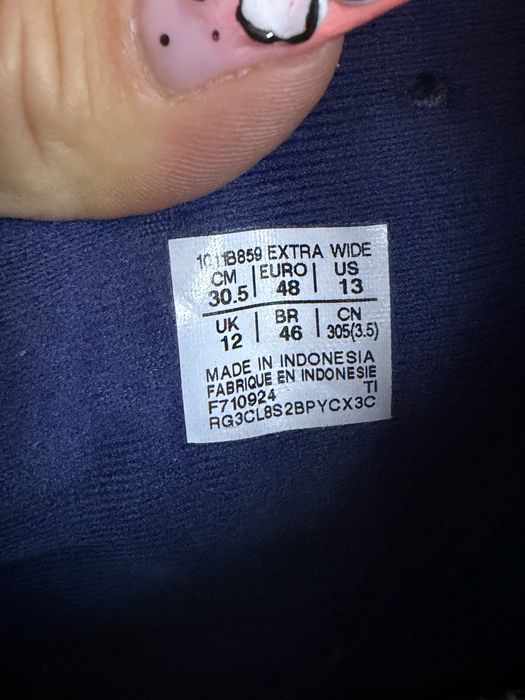 1011B859 EXTRA WIDE
CM | EURO | US
30.5 | 48 | 13
UK | BR | CN
12 | 46 | 305(3.5)
MADE IN INDONESIA
FABRIQUE EN INDONESIE
F710924 TI
RG3CL8S2BPYCX3C